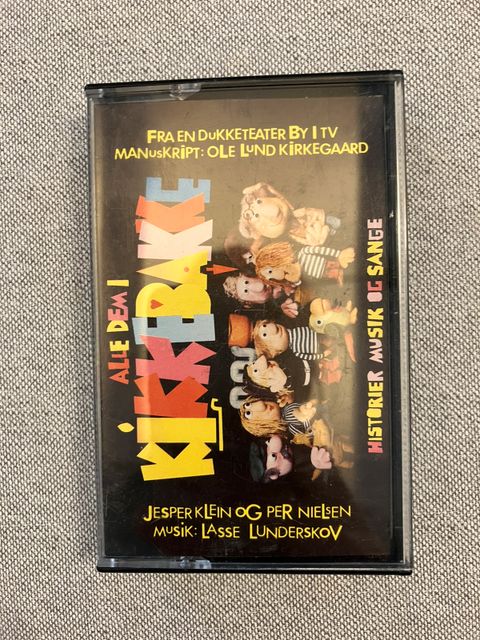 FRA EN DUKKETEATER BY I TV
MANUSKRIPT: OLE LUND KIRKEGAARD
ALLE DEM I
KIKKEBAKKE
HISTORIER MUSIK OG SANGE
JESPER KLEIN OG PER NIELSEN
MUSIK: LASSE LUNDERSKOV